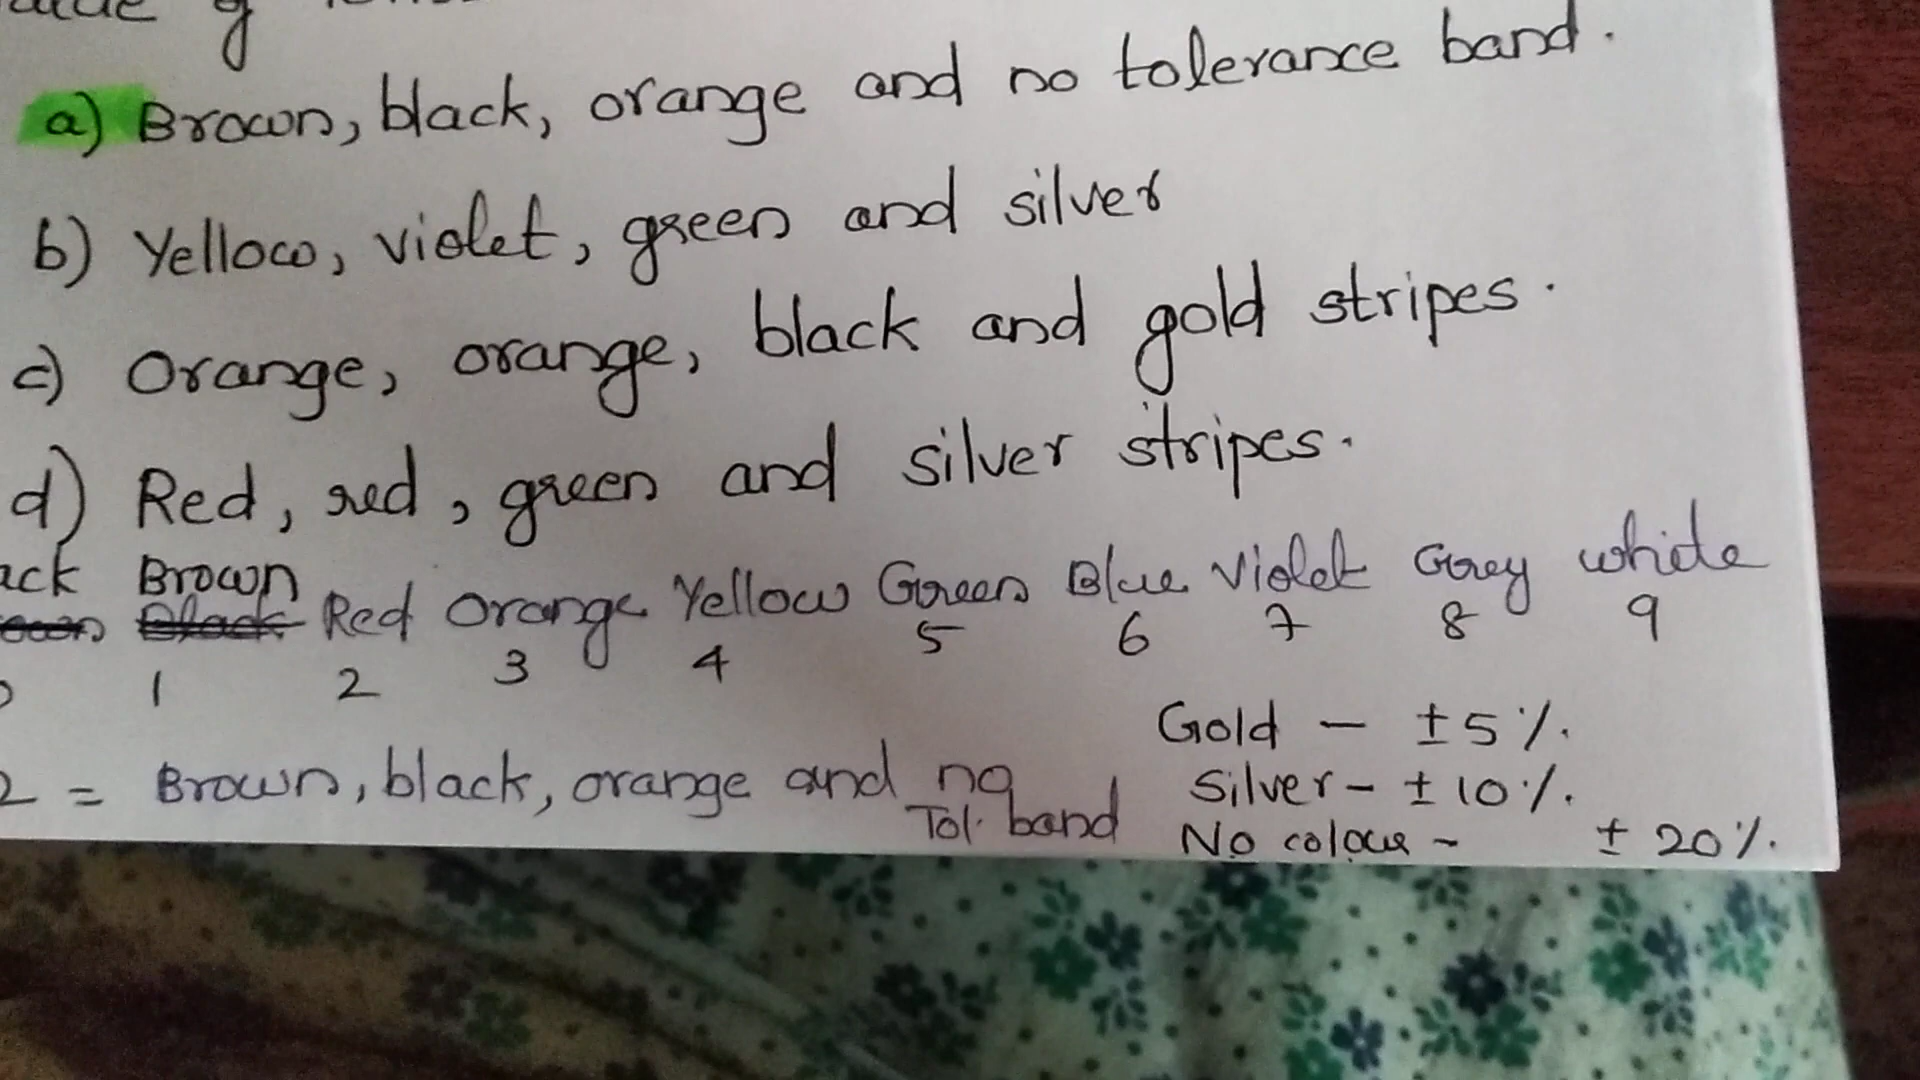 a) Brown, black, orange and no tolerance band.
b) Yellow, violet, green and silver
c) Orange, orange, black and gold stripes.
d) Red, red, green and silver stripes.
ack Brown Red Orange Yellow Green Blue Violet Grey white
1 2 3 4 5 6 7 8 9
Gold - ±5%.
2 = Brown, black, orange and no Tol. band
Silver - ±10%.
No colour - ± 20%.